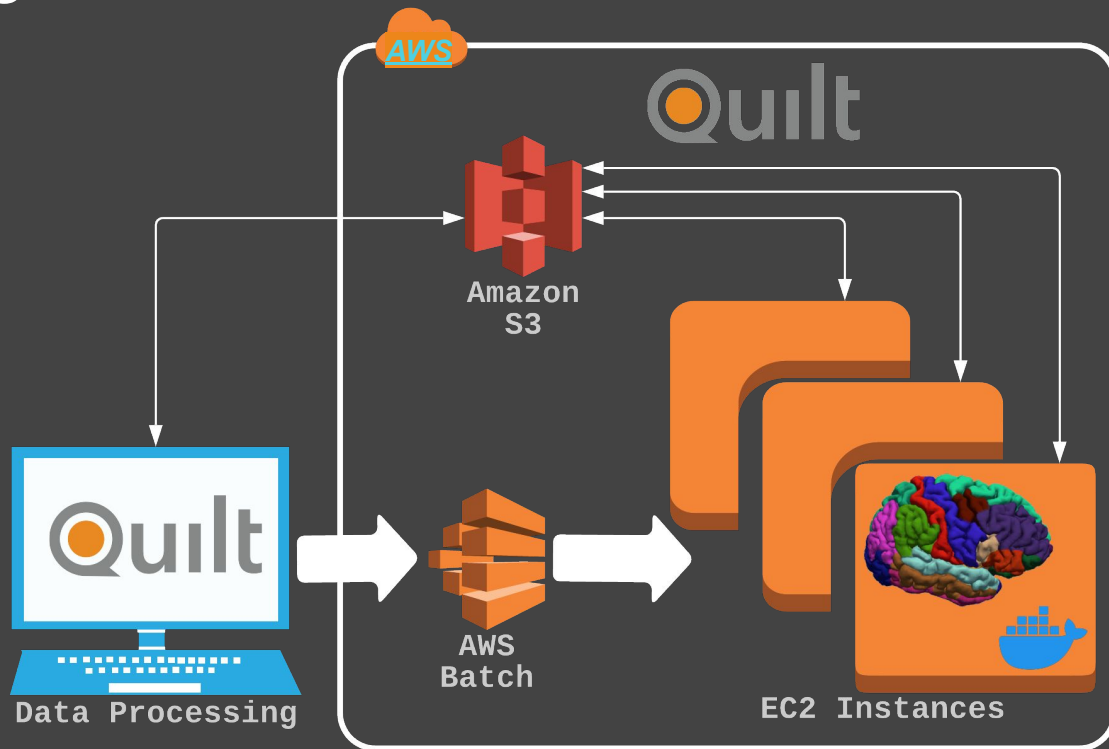 AWS
Quilt
Amazon
S3
Quilt
AWS
Batch
Data Processing
EC2 Instances